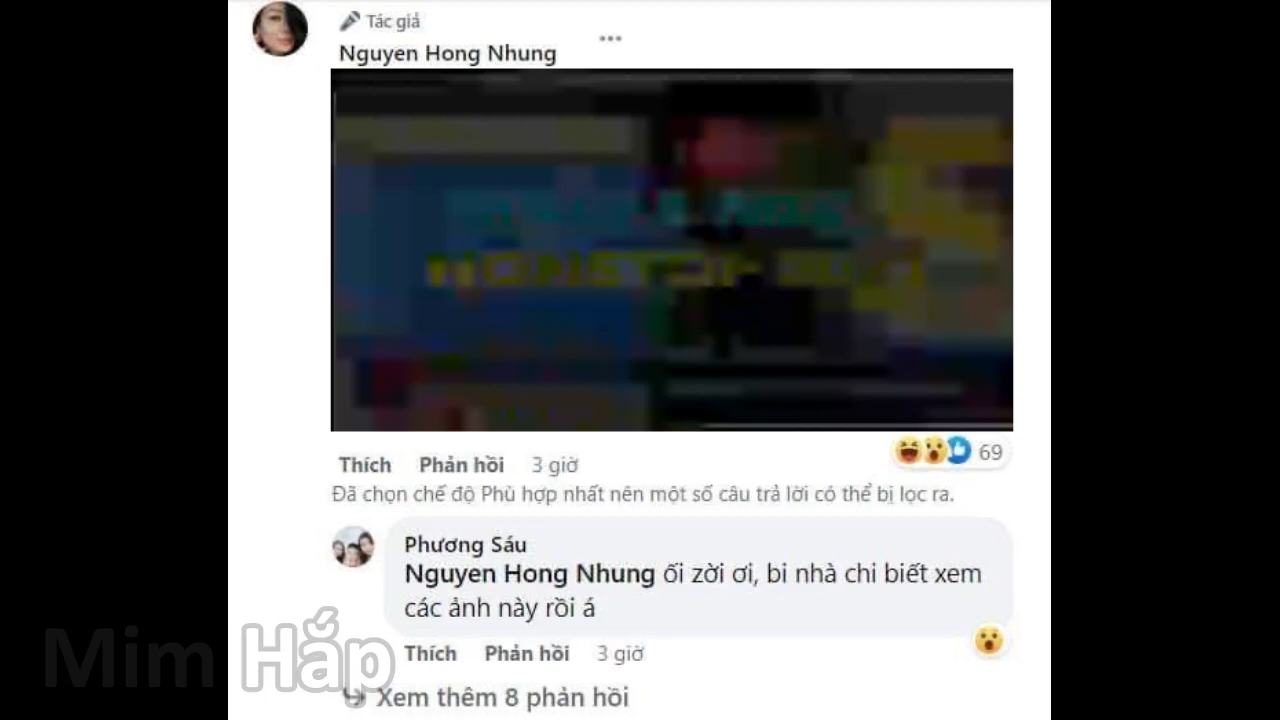 Tác giả
Nguyen Hong Nhung
Thích Phản hồi 3 giờ
69
Đã chọn chế độ Phù hợp nhất nên một số câu trả lời có thể bị lọc ra.
Phương Sáu
Nguyen Hong Nhung ối zời ơi, bi nhà chi biết xem
các ảnh này rồi á
Thích Phản hồi 3 giờ
Xem thêm 8 phản hồi
Mim Hắp